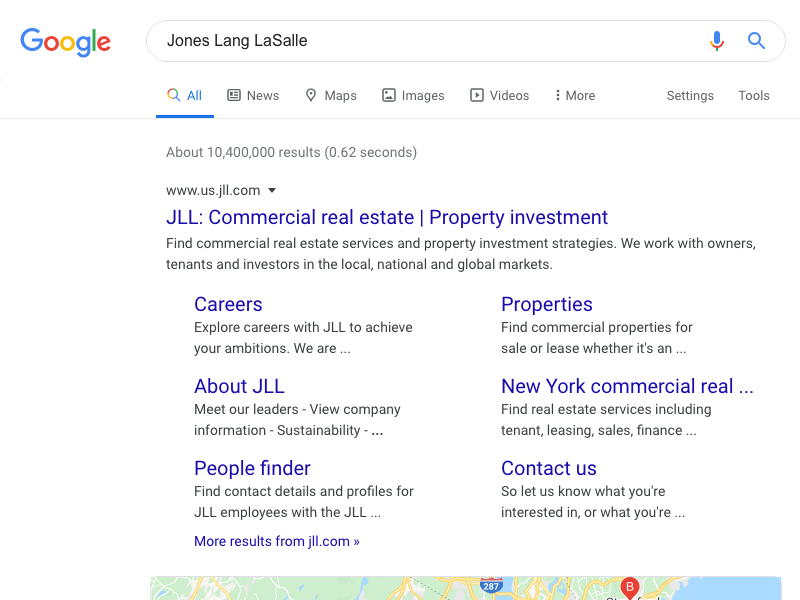 Google
Jones Lang LaSalle
All News Maps Images Videos More Settings Tools
About 10,400,000 results (0.62 seconds)
www.us.jll.com
JLL: Commercial real estate | Property investment
Find commercial real estate services and property investment strategies. We work with owners,
tenants and investors in the local, national and global markets.
Careers
Explore careers with JLL to achieve
your ambitions. We are ...
Properties
Find commercial properties for
sale or lease whether it's an ...
About JLL
Meet our leaders - View company
information - Sustainability - ...
New York commercial real ...
Find real estate services including
tenant, leasing, sales, finance ...
People finder
Find contact details and profiles for
JLL employees with the JLL ...
Contact us
So let us know what you're
interested in, or what you're ...
More results from jll.com »
287
B